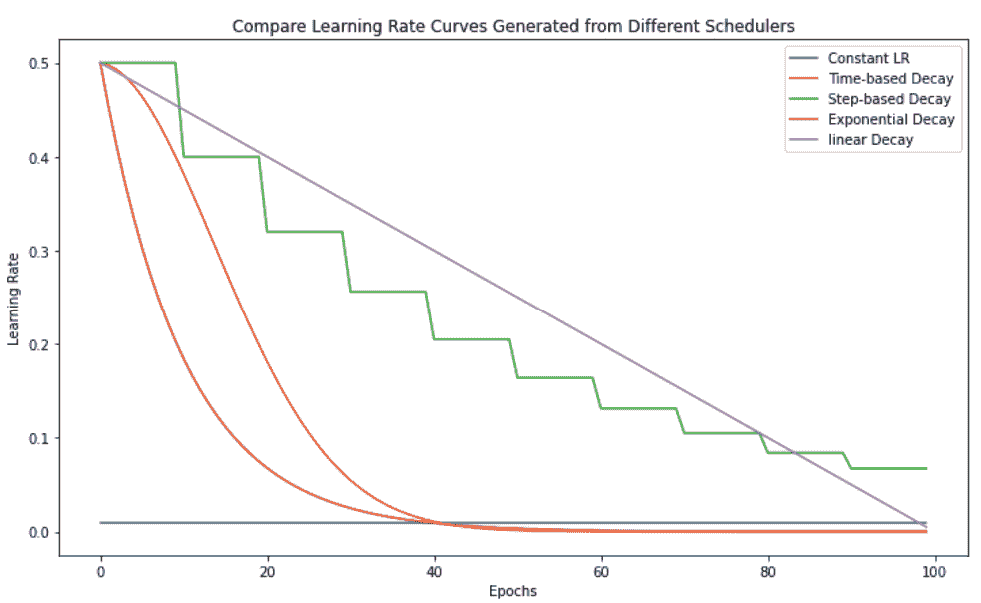 Compare Learning Rate Curves Generated from Different Schedulers
Constant LR
Time-based Decay
Step-based Decay
Exponential Decay
linear Decay
0.5
0.4
0.3
0.2
0.1
0.0
Learning Rate
0 20 40 60 80 100
Epochs